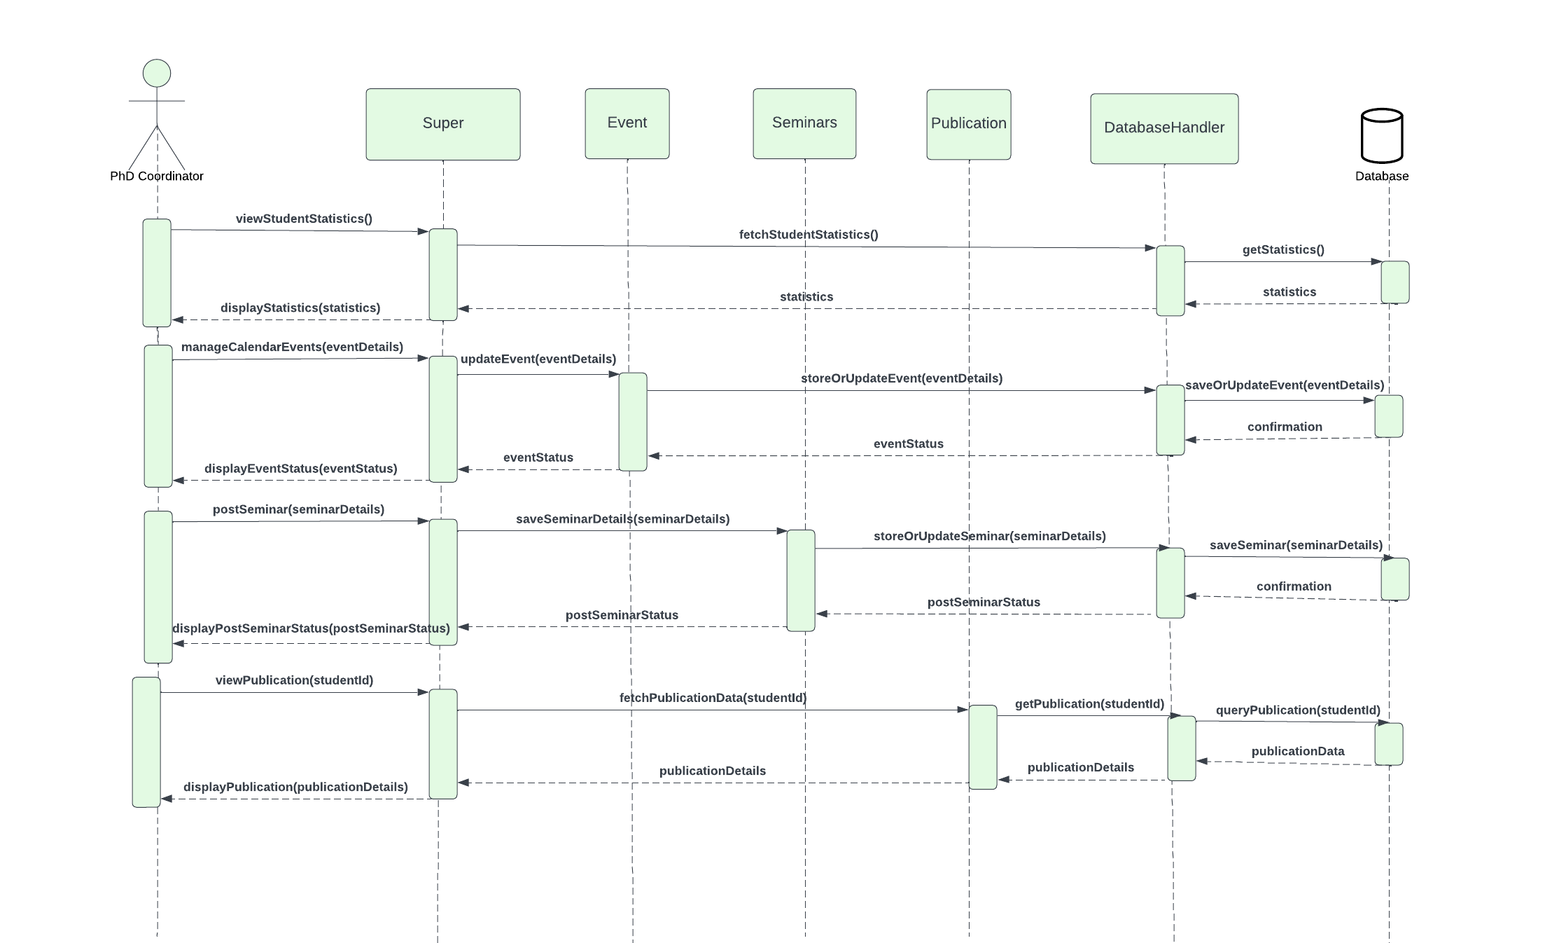 Super
Event
Seminars
Publication
DatabaseHandler
PhD Coordinator
Database
viewStudentStatistics()
fetchStudentStatistics()
getStatistics()
statistics
statistics
displayStatistics(statistics)
manageCalendarEvents(eventDetails)
updateEvent(eventDetails)
storeOrUpdateEvent(eventDetails)
saveOrUpdateEvent(eventDetails)
confirmation
eventStatus
eventStatus
displayEventStatus(eventStatus)
postSeminar(seminarDetails)
saveSeminarDetails(seminarDetails)
storeOrUpdateSeminar(seminarDetails)
saveSeminar(seminarDetails)
confirmation
postSeminarStatus
postSeminarStatus
displayPostSeminarStatus(postSeminarStatus)
viewPublication(studentId)
fetchPublicationData(studentId)
getPublication(studentId)
queryPublication(studentId)
publicationData
publicationDetails
publicationDetails
displayPublication(publicationDetails)